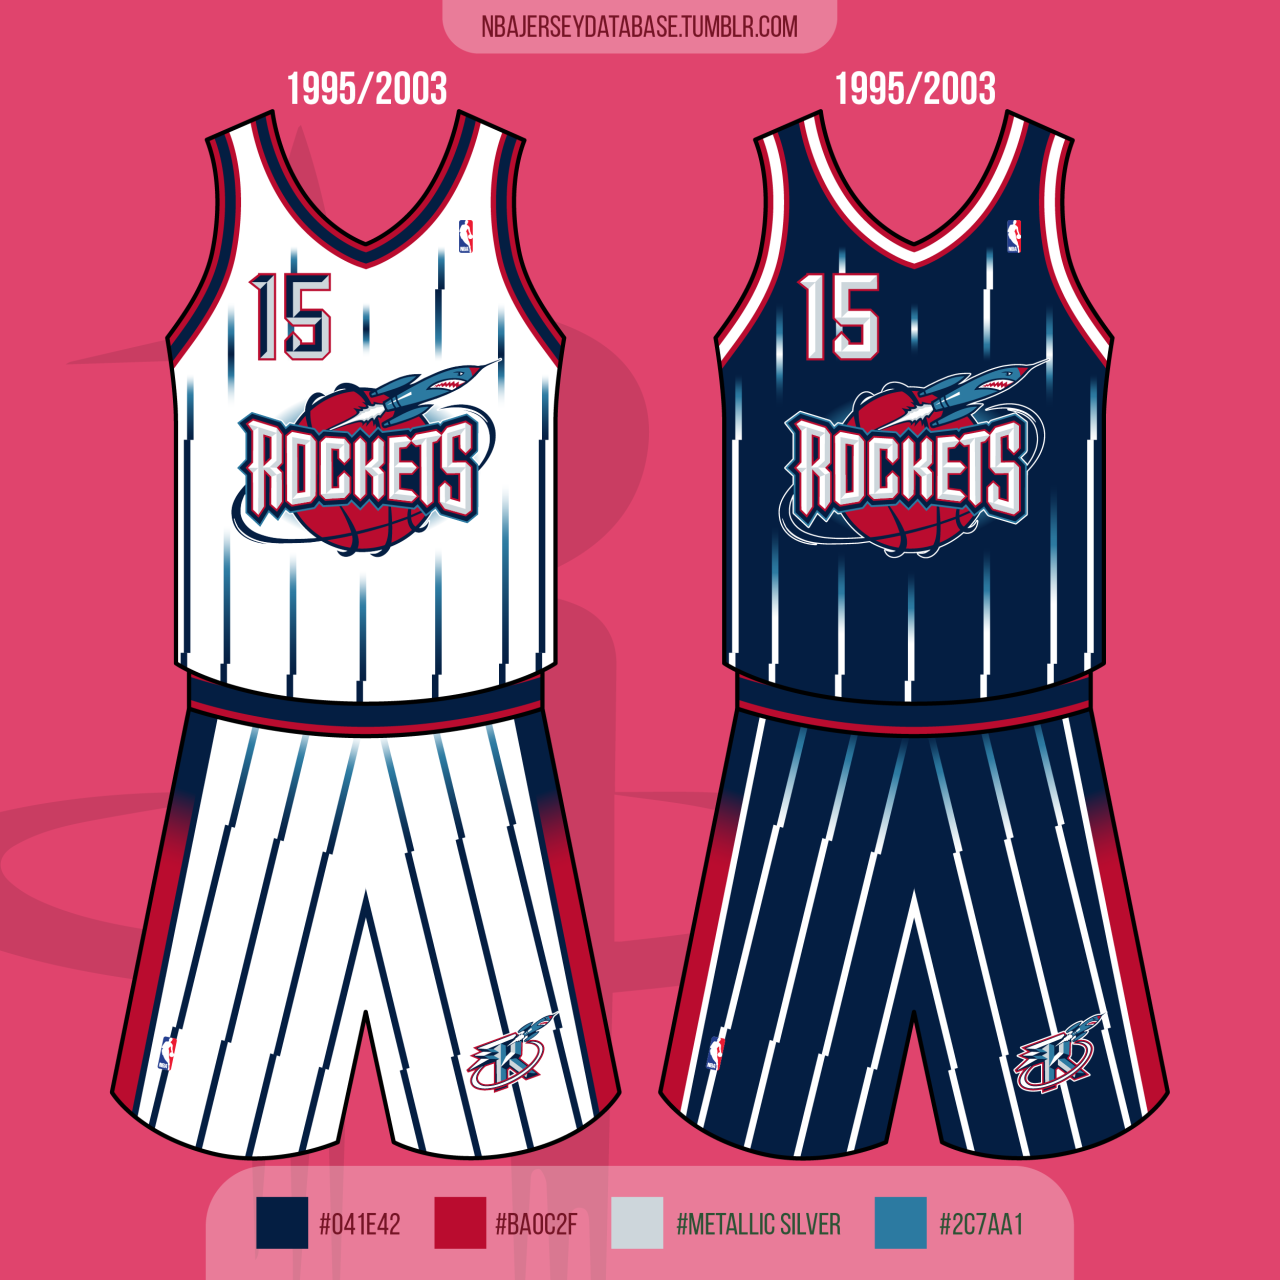 NBAJERSEYDATABASE.TUMBLR.COM
1995/2003 1995/2003
15 15
ROCKETS ROCKETS
R R
#041E42 #BA0C2F #METALLIC SILVER #2C7AA1